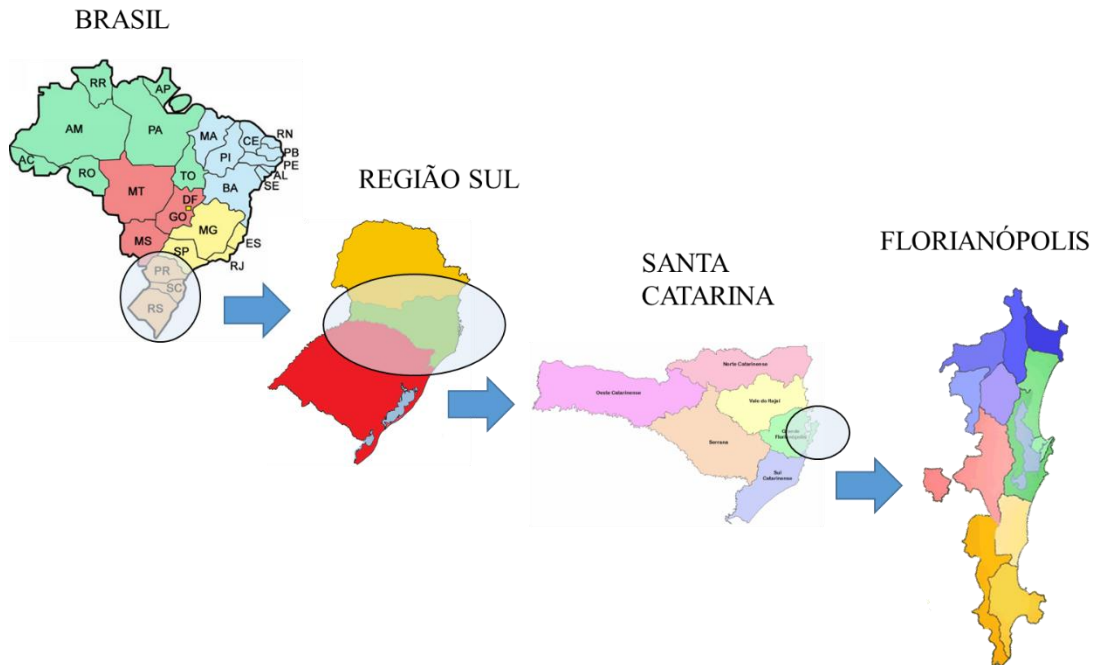 BRASIL
RR
AP
AM
PA
MA
CE
RN
PB
PI
PE
AC
RO
TO
AL
SE
BA
MT
DF
GO
MG
MS
ES
SP
RJ
PR
SC
RS
REGIÃO SUL
SANTA
CATARINA
Norte Catarinense
Oeste Catarinense
Vale do Itajaí
Grande
Florianópolis
Serrana
Sul
Catarinense
FLORIANÓPOLIS